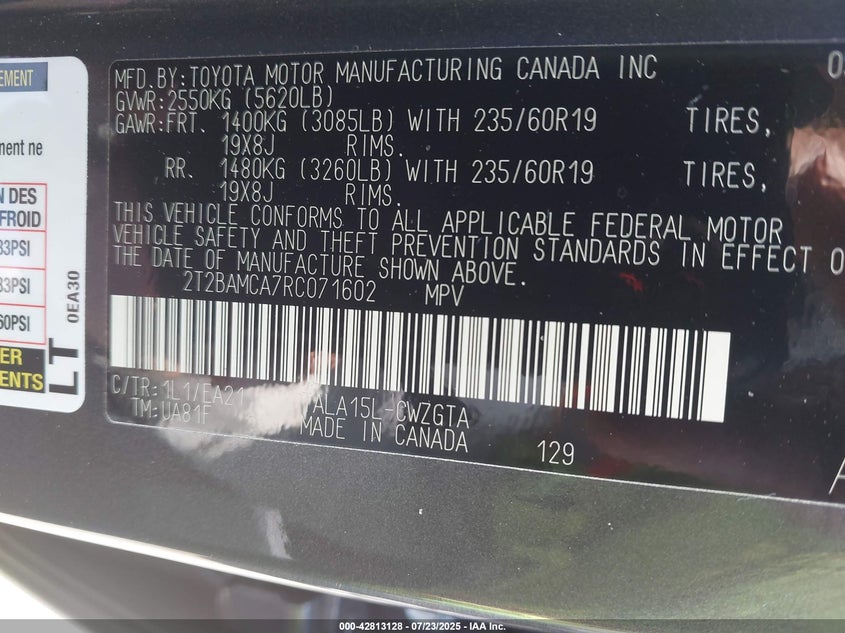 EMENT
ment ne
N DES
FROID
33PSI
33PSI
60PSI
ER
ENTS
LT
0EA30
MFD.BY:TOYOTA MOTOR MANUFACTURING CANADA INC
GVWR:2550KG (5620LB)
GAWR:FRT. 1400KG (3085LB) WITH 235/60R19 TIRES,
19X8J RIMS.
RR. 1480KG (3260LB) WITH 235/60R19 TIRES,
19X8J RIMS.
THIS VEHICLE CONFORMS TO ALL APPLICABLE FEDERAL MOTOR
VEHICLE SAFETY AND THEFT PREVENTION STANDARDS IN EFFECT O
THE DATE OF MANUFACTURE SHOWN ABOVE.
2T2BAMCA7RC071602 MPV
C/TR:1L1/EA21 TALA15L-CWZGTA
TM:UA81F MADE IN CANADA
129
000-42813128 - 07/23/2025 - IAA Inc.